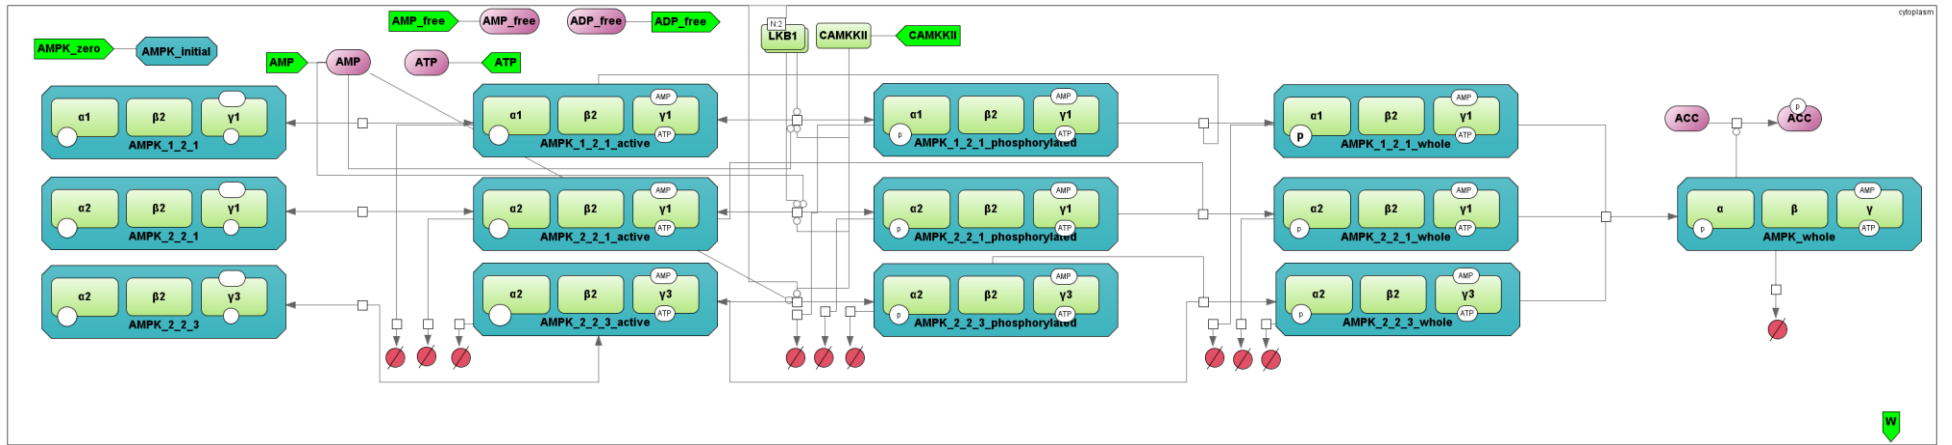 cytoplasm
AMP_free
AMP_free
ADP_free
ADP_free
N:2
LKB1
CAMKKII
CAMKKII
AMPK_zero
AMPK_initial
AMP
AMP
ATP
ATP
α1
β2
γ1
AMPK_1_2_1
α1
β2
AMP
γ1
ATP
AMPK_1_2_1_active
α1
p
β2
AMP
γ1
ATP
AMPK_1_2_1_phosphorylated
α1
p
β2
AMP
γ1
ATP
AMPK_1_2_1_whole
ACC
p
ACC
α2
β2
γ1
AMPK_2_2_1
α2
β2
AMP
γ1
ATP
AMPK_2_2_1_active
α2
p
β2
AMP
γ1
ATP
AMPK_2_2_1_phosphorylated
α2
p
β2
AMP
γ1
ATP
AMPK_2_2_1_whole
α
p
β
AMP
γ
ATP
AMPK_whole
α2
β2
γ3
AMPK_2_2_3
α2
β2
AMP
γ3
ATP
AMPK_2_2_3_active
α2
p
β2
AMP
γ3
ATP
AMPK_2_2_3_phosphorylated
α2
p
β2
AMP
γ3
ATP
AMPK_2_2_3_whole
W